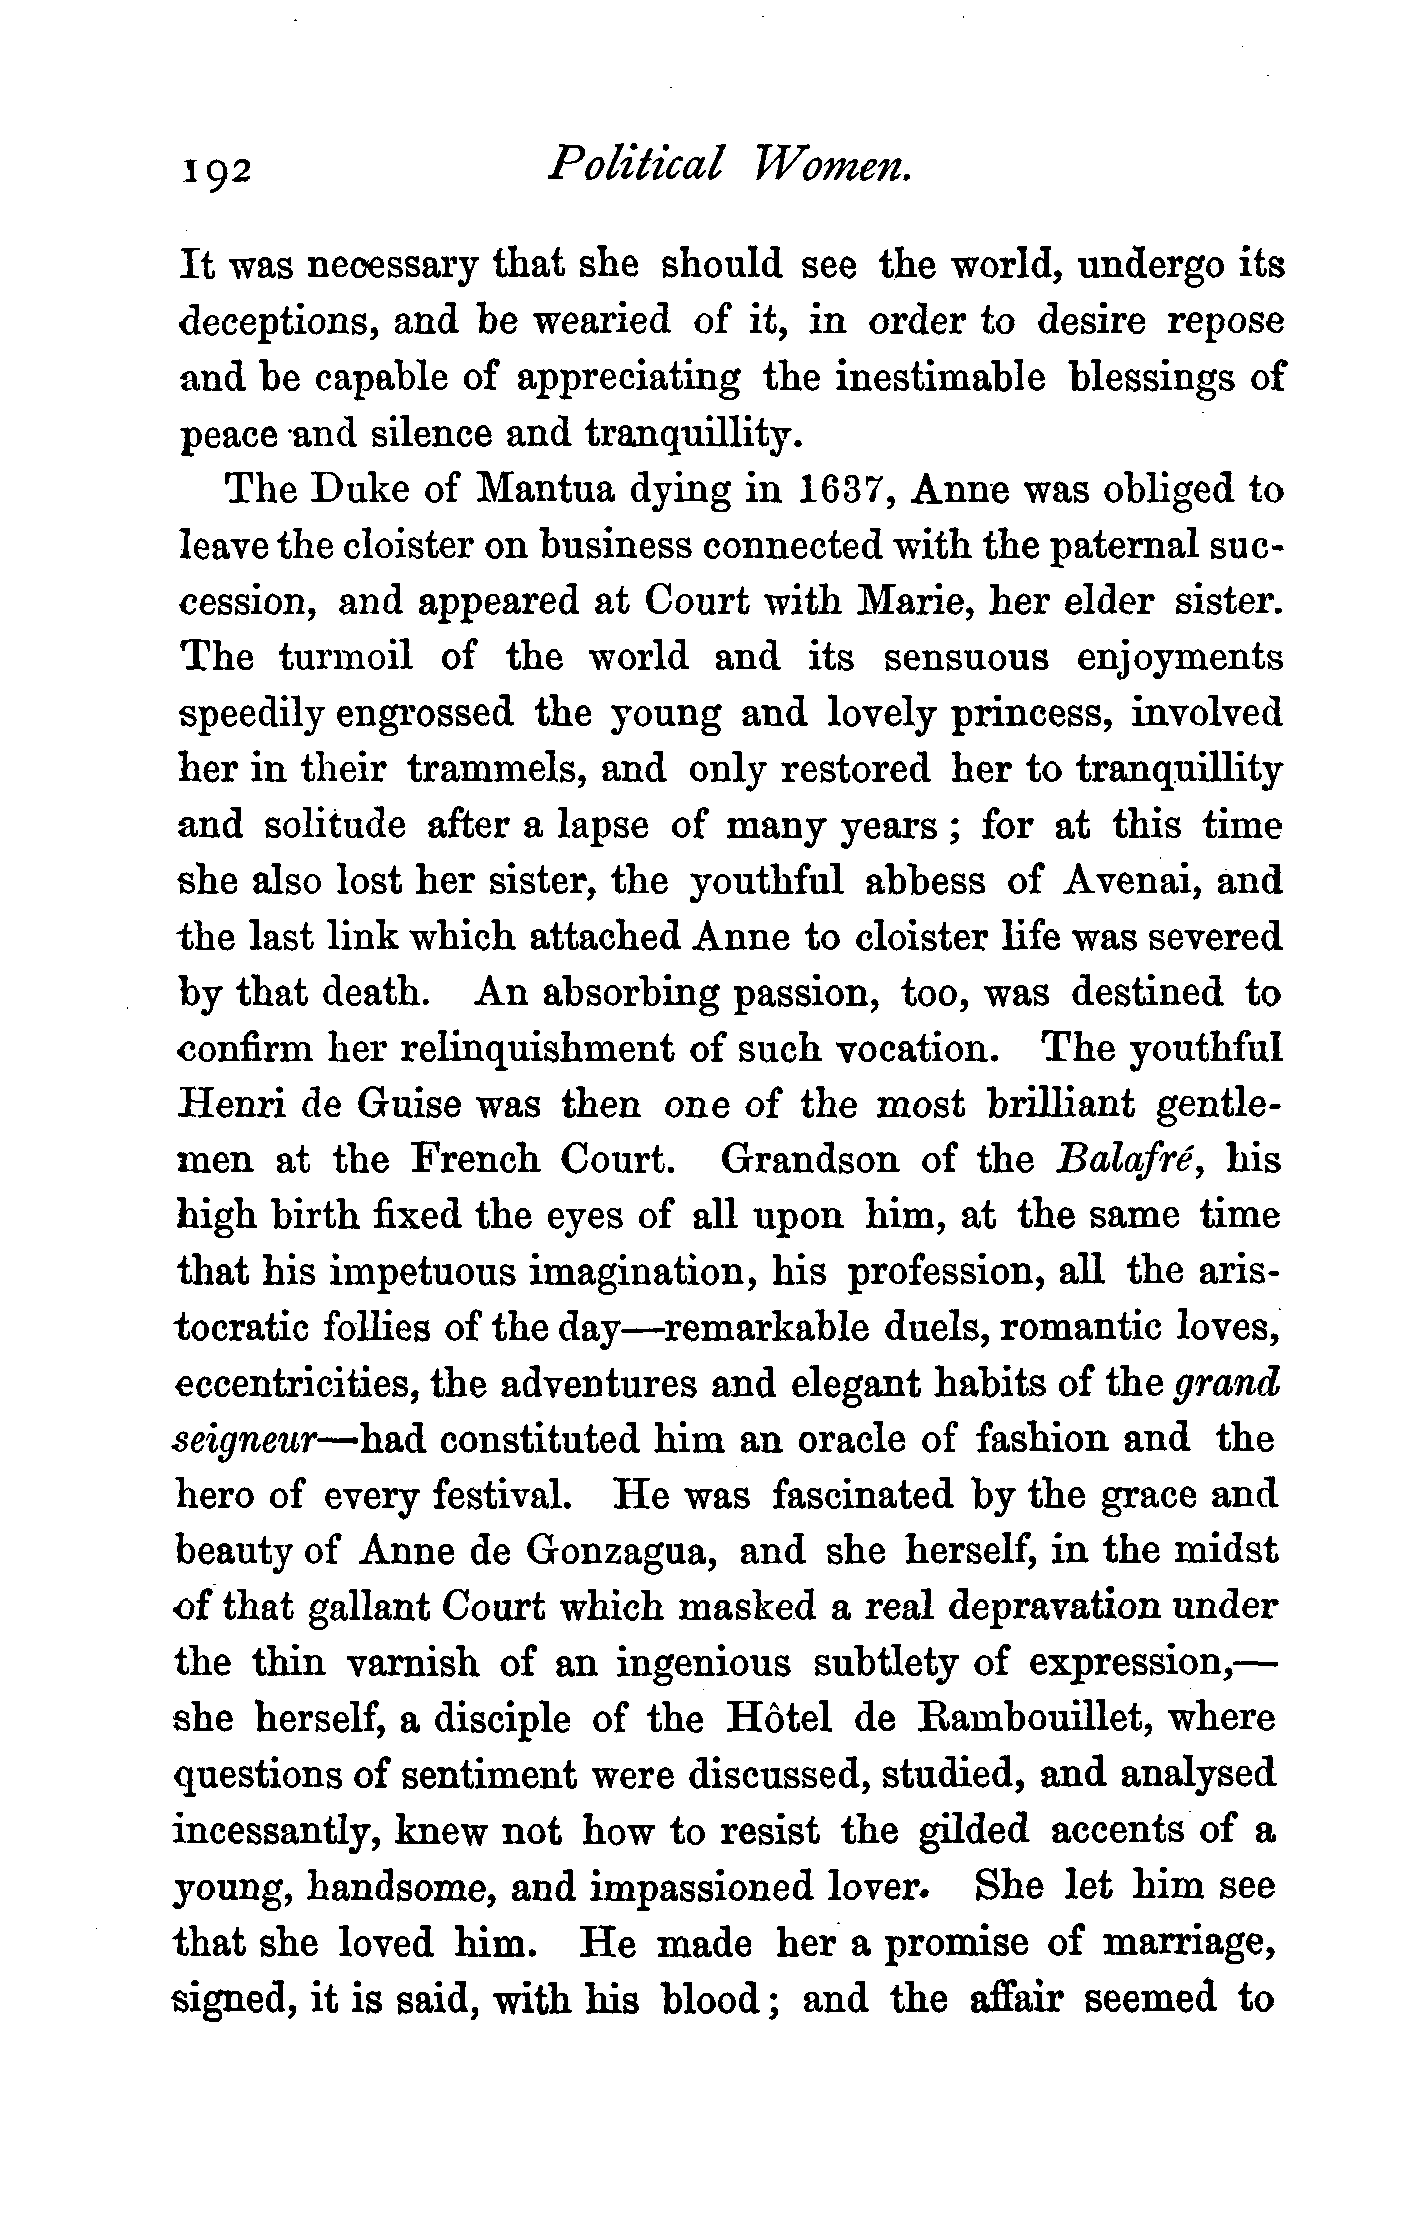 192 Political Women.
It was necessary that she should see the world, undergo its
deceptions, and be wearied of it, in order to desire repose
and be capable of appreciating the inestimable blessings of
peace and silence and tranquillity.
The Duke of Mantua dying in 1637, Anne was obliged to
leave the cloister on business connected with the paternal suc-
cession, and appeared at Court with Marie, her elder sister.
The turmoil of the world and its sensuous enjoyments
speedily engrossed the young and lovely princess, involved
her in their trammels, and only restored her to tranquillity
and solitude after a lapse of many years ; for at this time
she also lost her sister, the youthful abbess of Avenai, and
the last link which attached Anne to cloister life was severed
by that death. An absorbing passion, too, was destined to
confirm her relinquishment of such vocation. The youthful
Henri de Guise was then one of the most brilliant gentle-
men at the French Court. Grandson of the Balafré, his
high birth fixed the eyes of all upon him, at the same time
that his impetuous imagination, his profession, all the aris-
tocratic follies of the day—remarkable duels, romantic loves,
eccentricities, the adventures and elegant habits of the grand
seigneur—had constituted him an oracle of fashion and the
hero of every festival. He was fascinated by the grace and
beauty of Anne de Gonzagua, and she herself, in the midst
of that gallant Court which masked a real depravation under
the thin varnish of an ingenious subtlety of expression,—
she herself, a disciple of the Hôtel de Rambouillet, where
questions of sentiment were discussed, studied, and analysed
incessantly, knew not how to resist the gilded accents of a
young, handsome, and impassioned lover. She let him see
that she loved him. He made her a promise of marriage,
signed, it is said, with his blood; and the affair seemed to